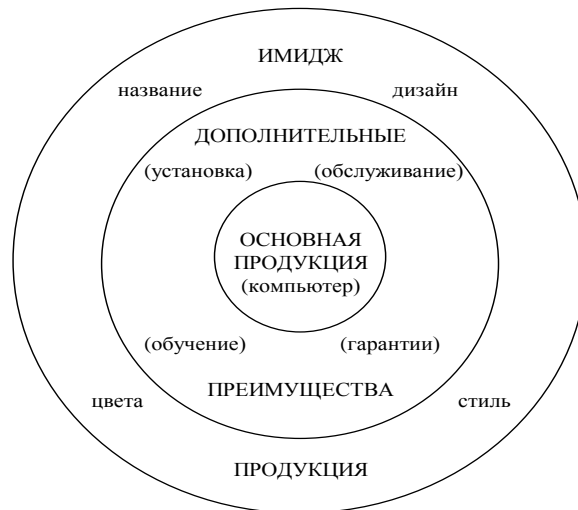 ИМИДЖ
название дизайн
ДОПОЛНИТЕЛЬНЫЕ
(установка) (обслуживание)
ОСНОВНАЯ
ПРОДУКЦИЯ
(компьютер)
(обучение) (гарантии)
ПРЕИМУЩЕСТВА
цвета стиль
ПРОДУКЦИЯ